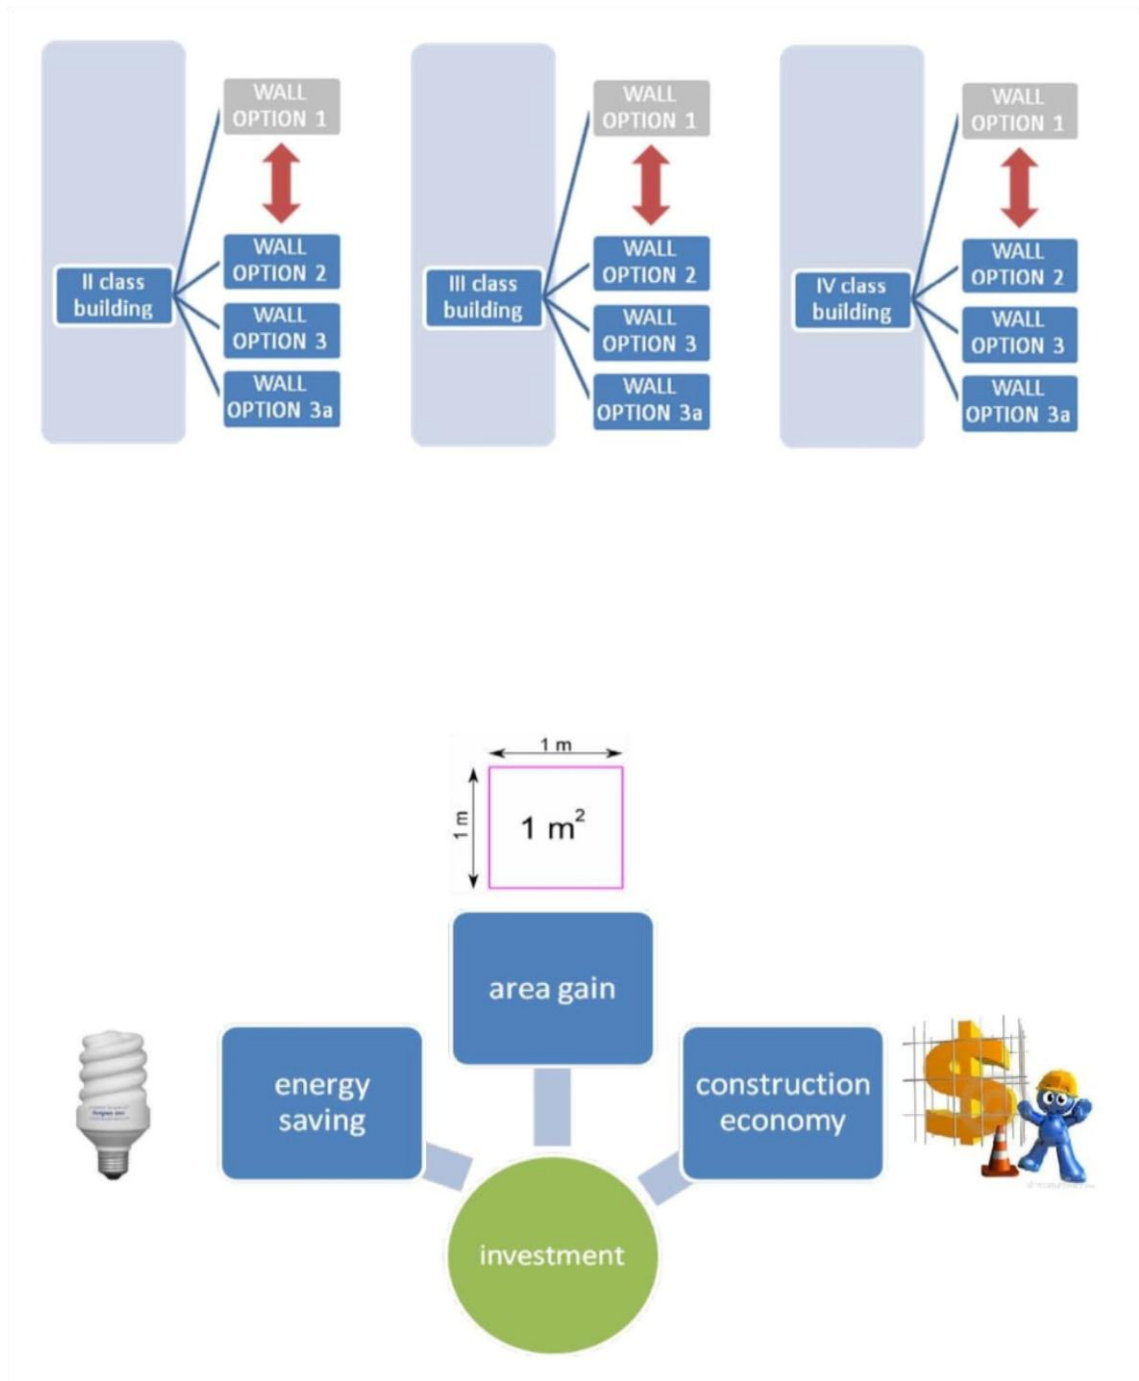 WALL
OPTION 1
WALL
OPTION 2
II class
building
WALL
OPTION 3
WALL
OPTION 3a
WALL
OPTION 1
WALL
OPTION 2
III class
building
WALL
OPTION 3
WALL
OPTION 3a
WALL
OPTION 1
WALL
OPTION 2
IV class
building
WALL
OPTION 3
WALL
OPTION 3a
1 m
1 m
1 m²
area gain
energy
saving
construction
economy
investment